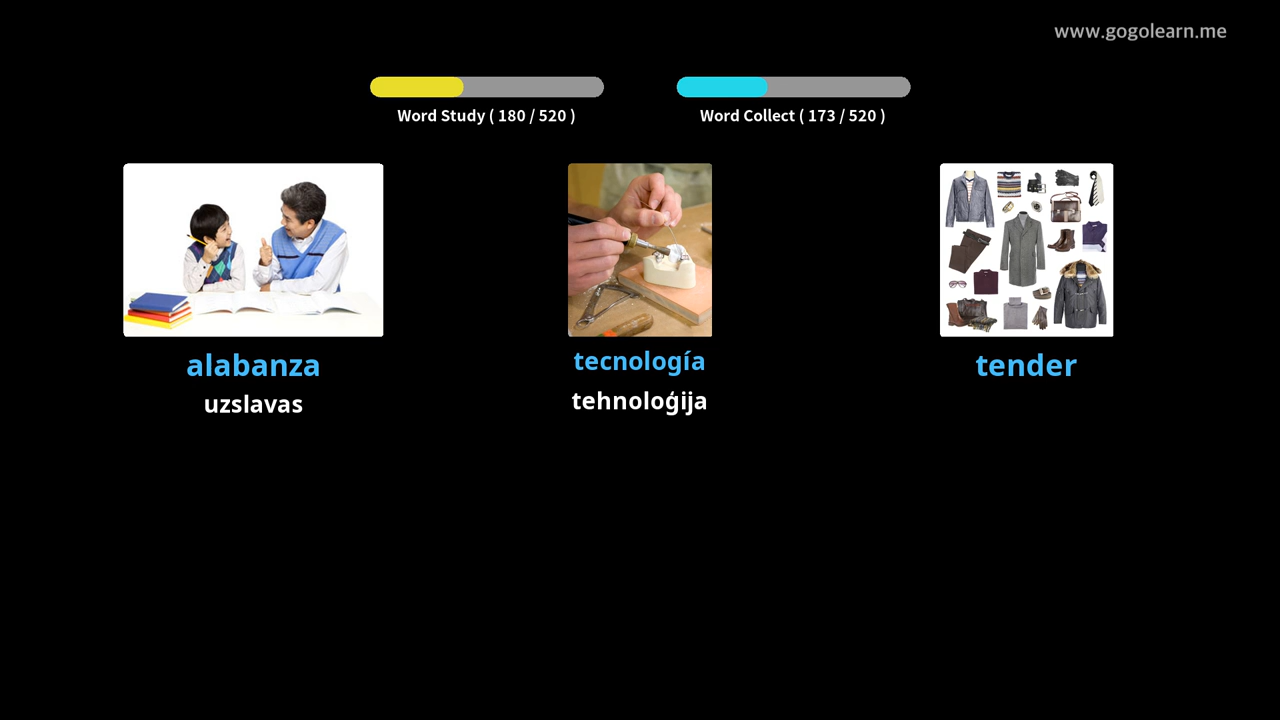 www.gogolearn.me
Word Study ( 180 / 520 )
Word Collect ( 173 / 520 )
alabanza
uzslavas
tecnología
tehnoloģija
tender